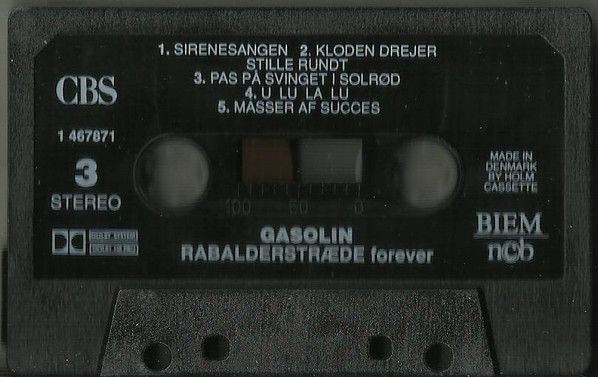 1. SIRENESANGEN 2. KLODEN DREJER
STILLE RUNDT
3. PAS PÅ SVINGET I SOLRØD
4. U LU LA LU
5. MASSER AF SUCCES
CBS
1 467871
3
STEREO
DOLBY SYSTEM
MADE IN
DENMARK
BY HOLM
CASSETTE
100 50 0
GASOLIN
RABALDERSTRÆDE forever
BIEM
ncb